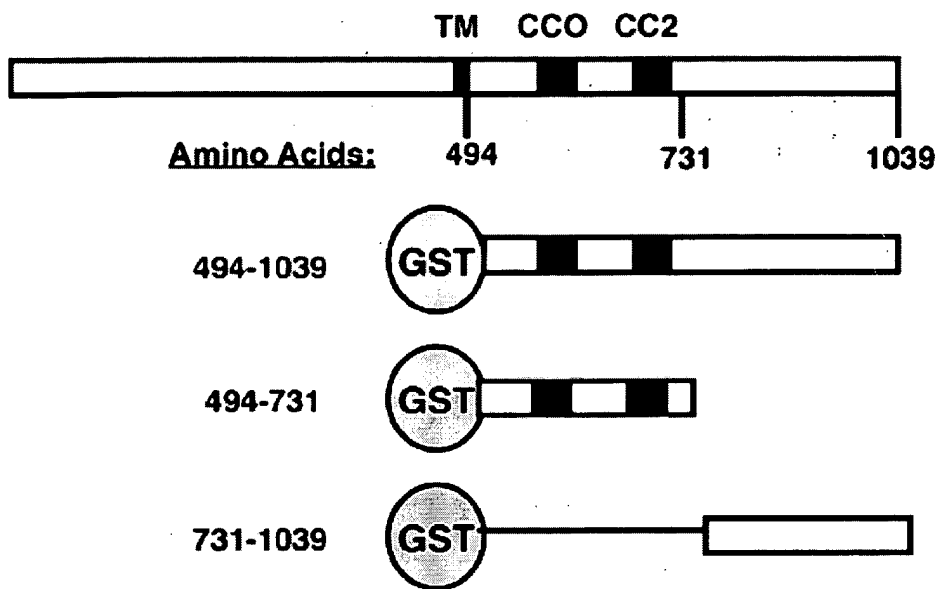 TM CCO CC2
Amino Acids: 494 731 1039
494-1039 GST
494-731 GST
731-1039 GST